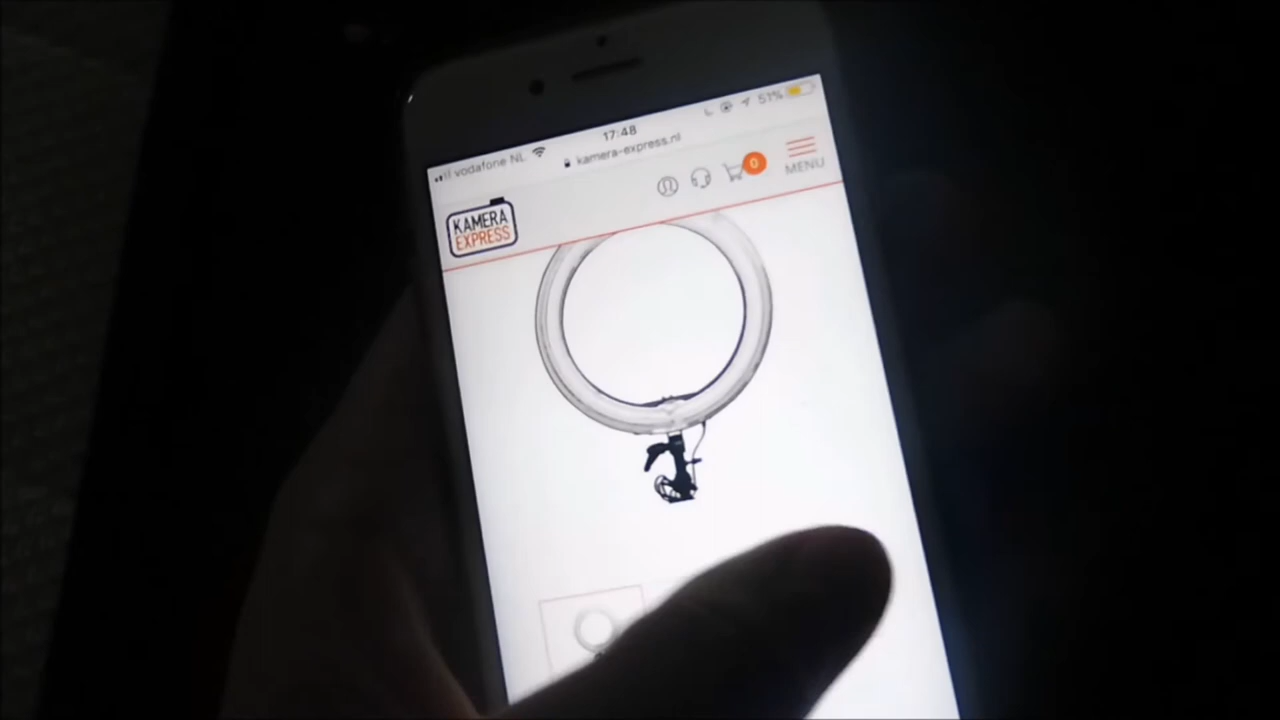 vodafone NL 17:48 51%
kamera-express.nl
0
MENU
KAMERA
EXPRESS